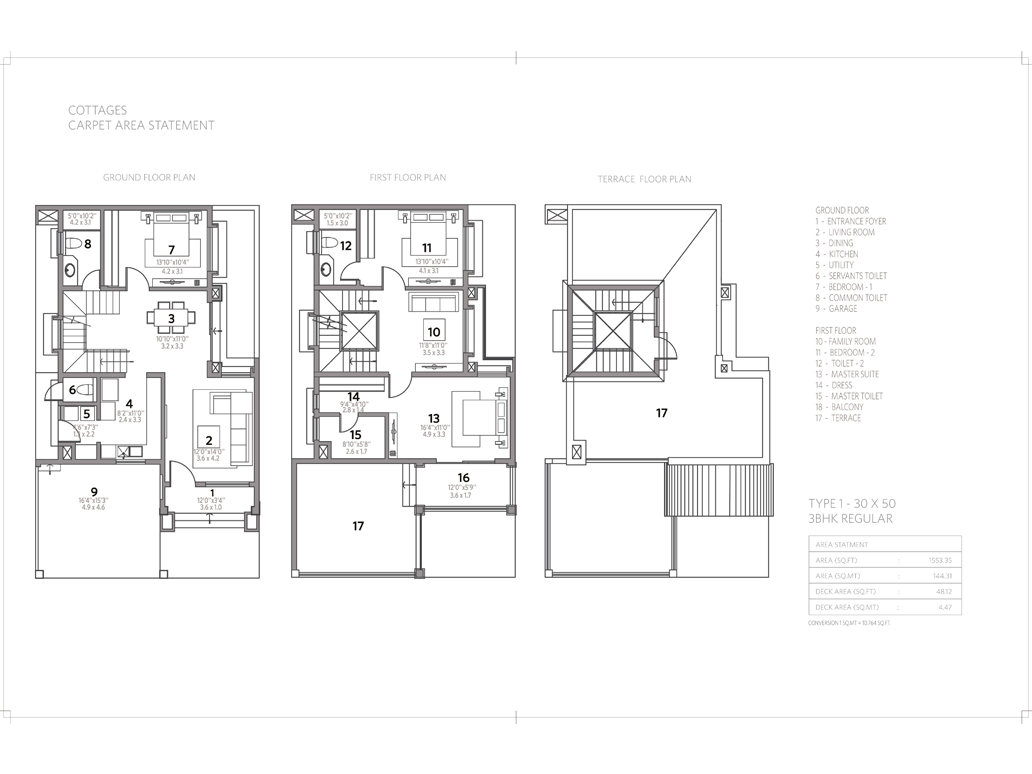 COTTAGES
CARPET AREA STATEMENT
GROUND FLOOR PLAN
5'0"x10'2"
4.2 x 3.1
8
7
13'10"x10'4"
4.2 x 3.1
3
10'10"x11'0"
3.2 x 3.3
6
5
7'3"
x 2.2
4
8'2"x11'0"
2.4 x 3.3
2
12'0"x14'0"
3.6 x 4.2
9
16'4"x15'3"
4.9 x 4.6
1
12'0"x3'4"
3.6 x 1.0
FIRST FLOOR PLAN
5'0"x10'2"
1.5 x 3.0
12
11
13'10"x10'4"
4.1 x 3.1
10
11'8"x11'0"
3.5 x 3.3
14
9'4"x4'10"
2.8 x
15
8'10"x5'8"
2.6 x 1.7
13
16'4"x11'0"
4.9 x 3.3
16
12'0"x5'9"
3.6 x 1.7
17
TERRACE FLOOR PLAN
17
GROUND FLOOR
1 - ENTRANCE FOYER
2 - LIVING ROOM
3 - DINING
4 - KITCHEN
5 - UTILITY
6 - SERVANTS TOILET
7 - BEDROOM -1
8 - COMMON TOILET
9 - GARAGE
FIRST FLOOR
10 - FAMILY ROOM
11 - BEDROOM - 2
12 - TOILET - 2
13 - MASTER SUITE
14 - DRESS
15 - MASTER TOILET
18 - BALCONY
17 - TERRACE
TYPE 1 - 30 X 50
3BHK REGULAR
AREA STATMENT
AREA (SQ.FT) : 1553.35
AREA (SQ.MT) : 144.31
DECK AREA (SQ.FT) : 48.12
DECK AREA (SQ.MT) : 4.47
CONVERSION 1 SQ.MT = 10.764 SQ.FT.